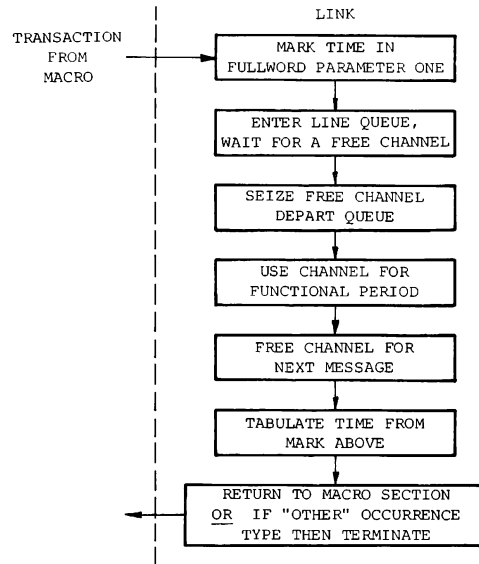 LINK
TRANSACTION
FROM
MACRO
MARK TIME IN
FULLWORD PARAMETER ONE
ENTER LINE QUEUE,
WAIT FOR A FREE CHANNEL
SEIZE FREE CHANNEL
DEPART QUEUE
USE CHANNEL FOR
FUNCTIONAL PERIOD
FREE CHANNEL FOR
NEXT MESSAGE
TABULATE TIME FROM
MARK ABOVE
RETURN TO MACRO SECTION
OR IF "OTHER" OCCURRENCE
TYPE THEN TERMINATE